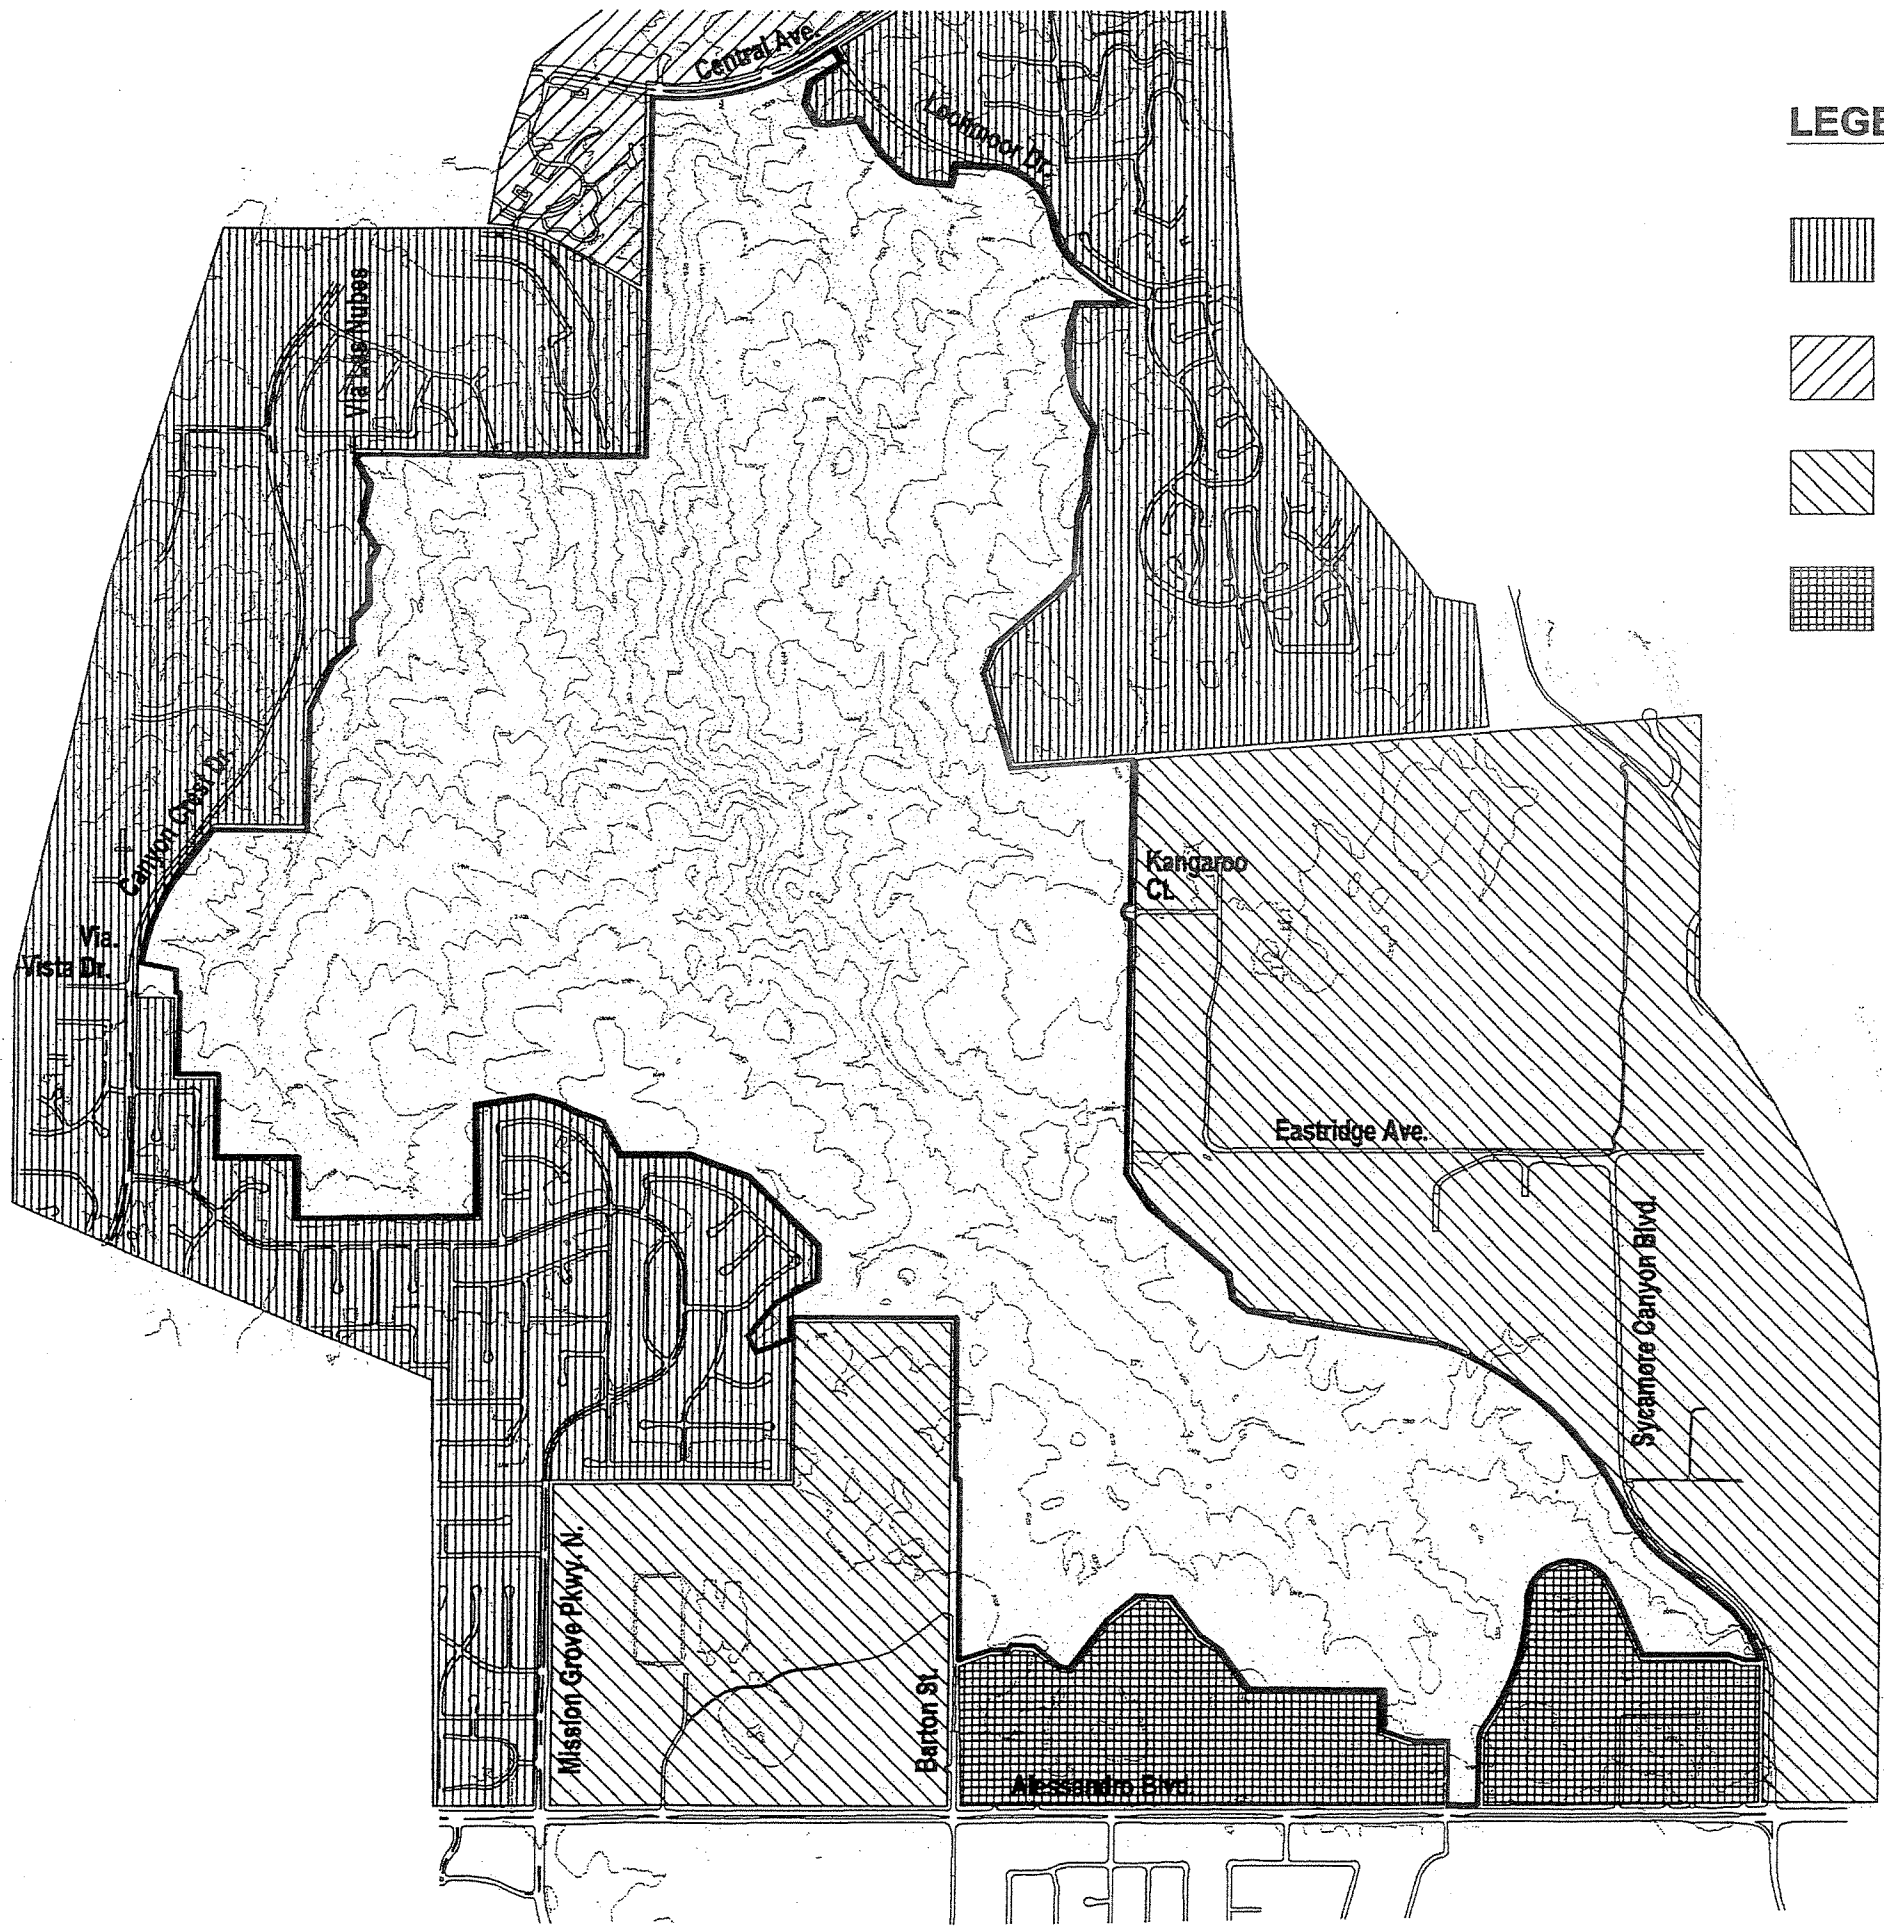 Central Ave.
LEGE
Lochmoor Dr.
Via Las Nubes
Canyon Crest Dr.
Kangaroo
Ct.
Via.
Vista Dr.
Eastridge Ave.
Sycamore Canyon Blvd.
Mission Grove Pkwy. N.
Barton St.
Alessandro Blvd.